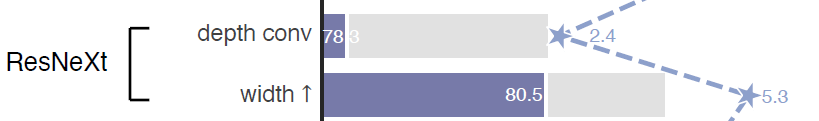 depth conv 78.3 2.4
ResNeXt
width ↑ 80.5 5.3